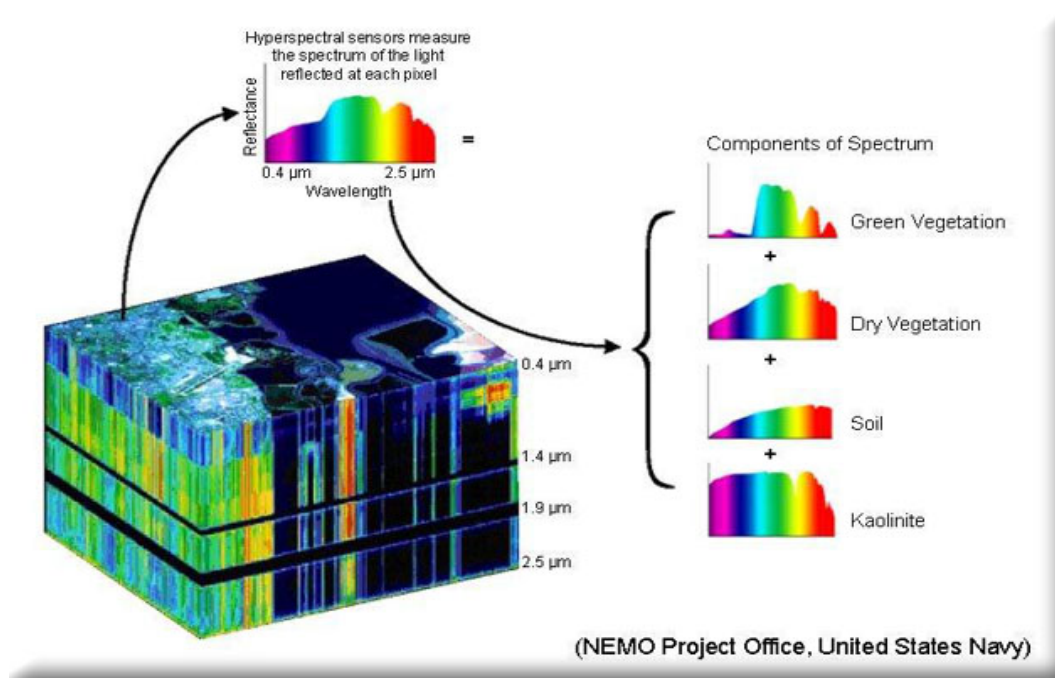 Hyperspectral sensors measure
the spectrum of the light
reflected at each pixel
Reflectance
=
0.4 µm
2.5 µm
Wavelength
Components of Spectrum
Green Vegetation
+
Dry Vegetation
+
Soil
+
Kaolinite
0.4 µm
1.4 µm
1.9 µm
2.5 µm
(NEMO Project Office, United States Navy)